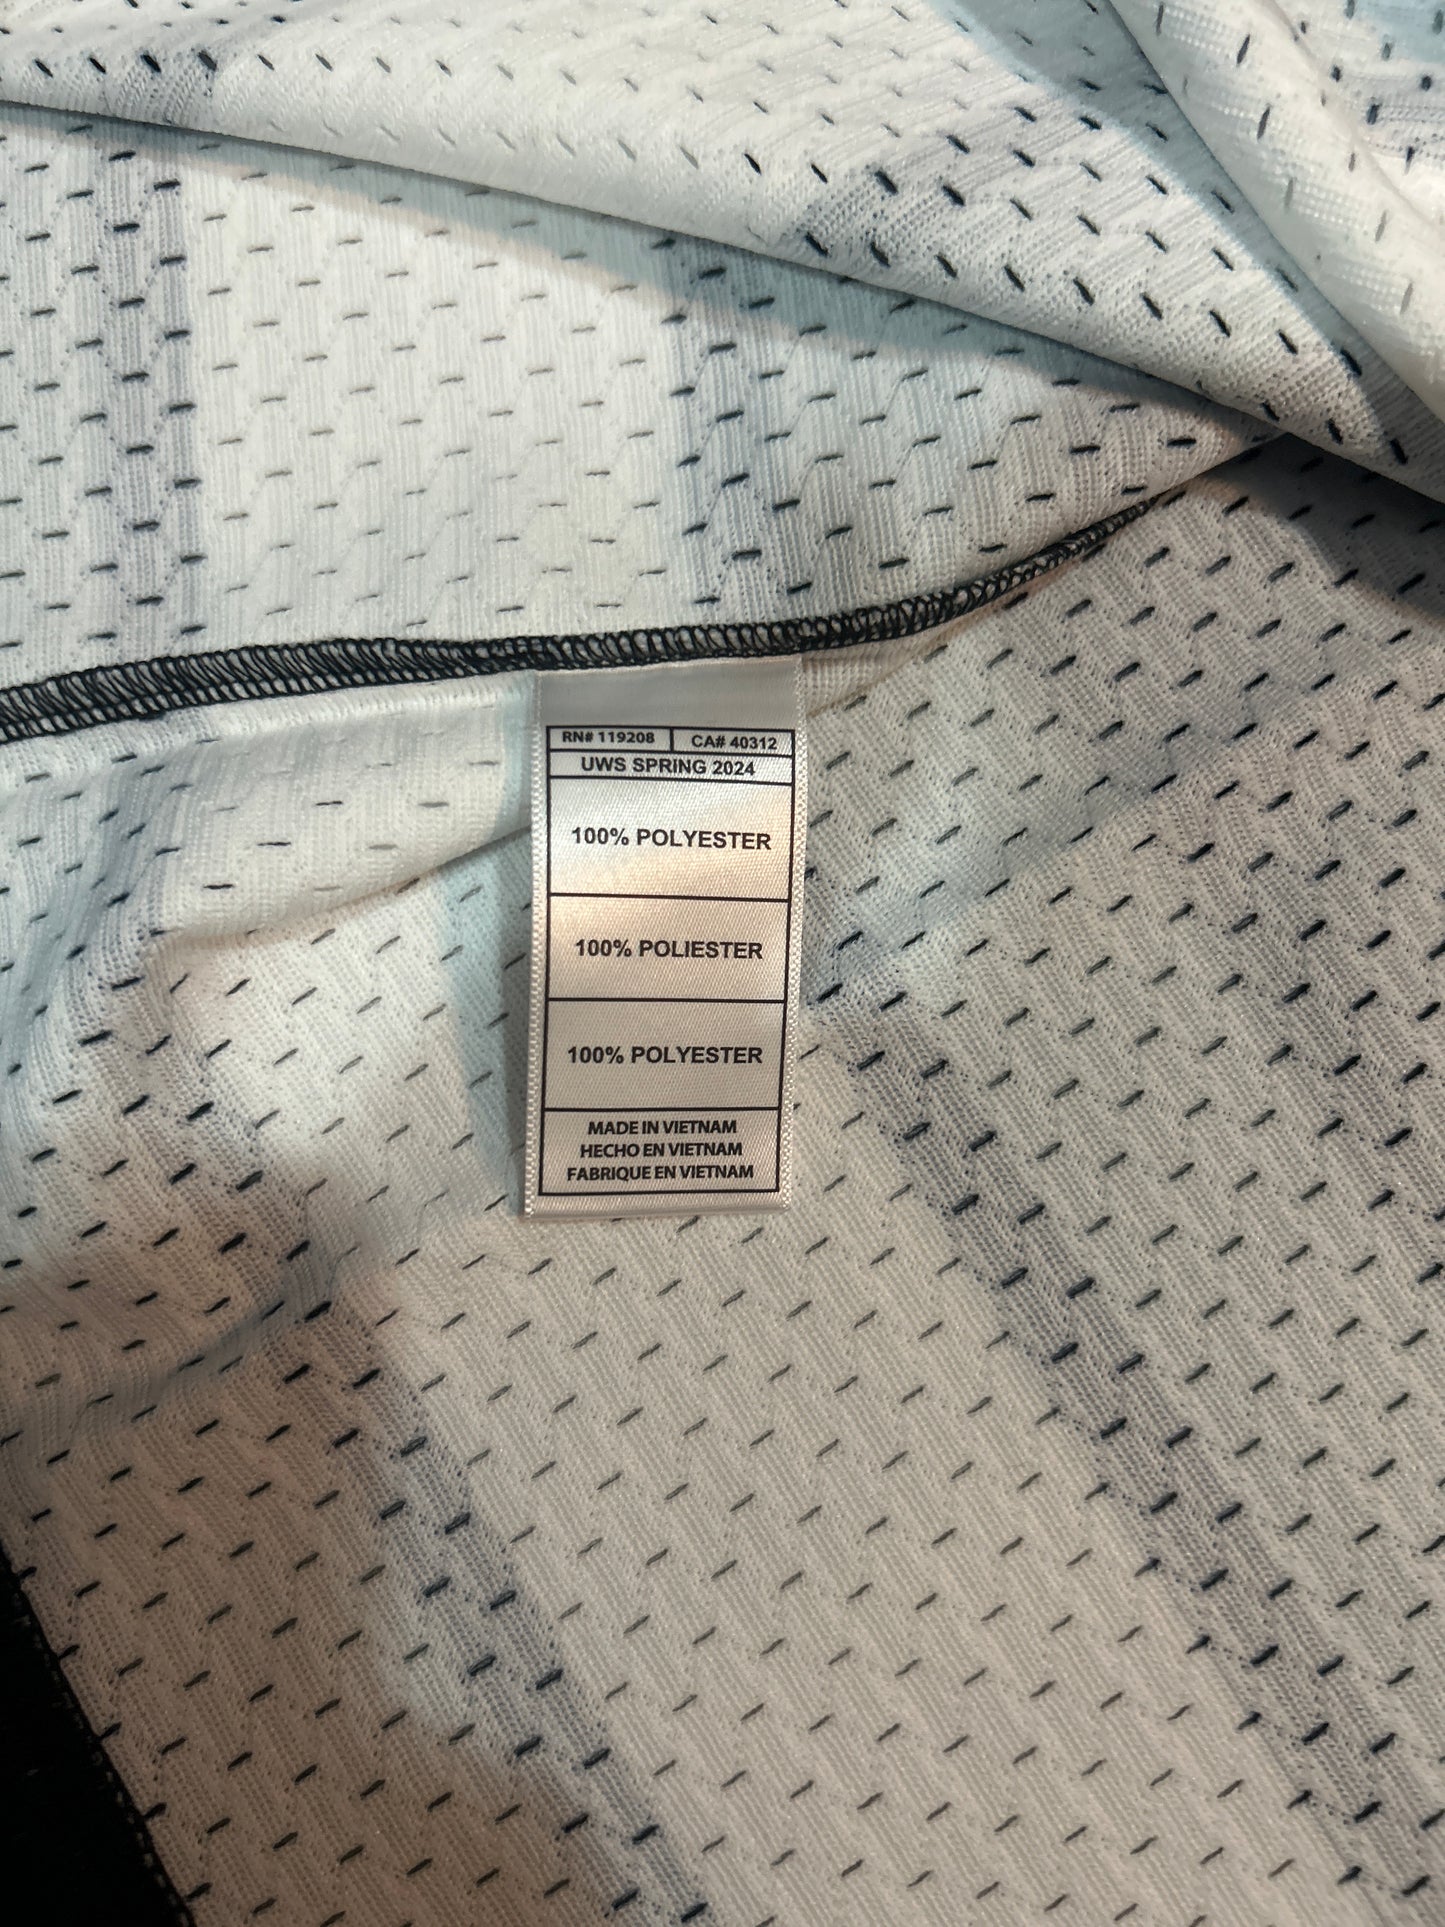 RN# 119208 CA# 40312
UWS SPRING 2024
100% POLYESTER
100% POLIESTER
100% POLYESTER
MADE IN VIETNAM
HECHO EN VIETNAM
FABRIQUE EN VIETNAM